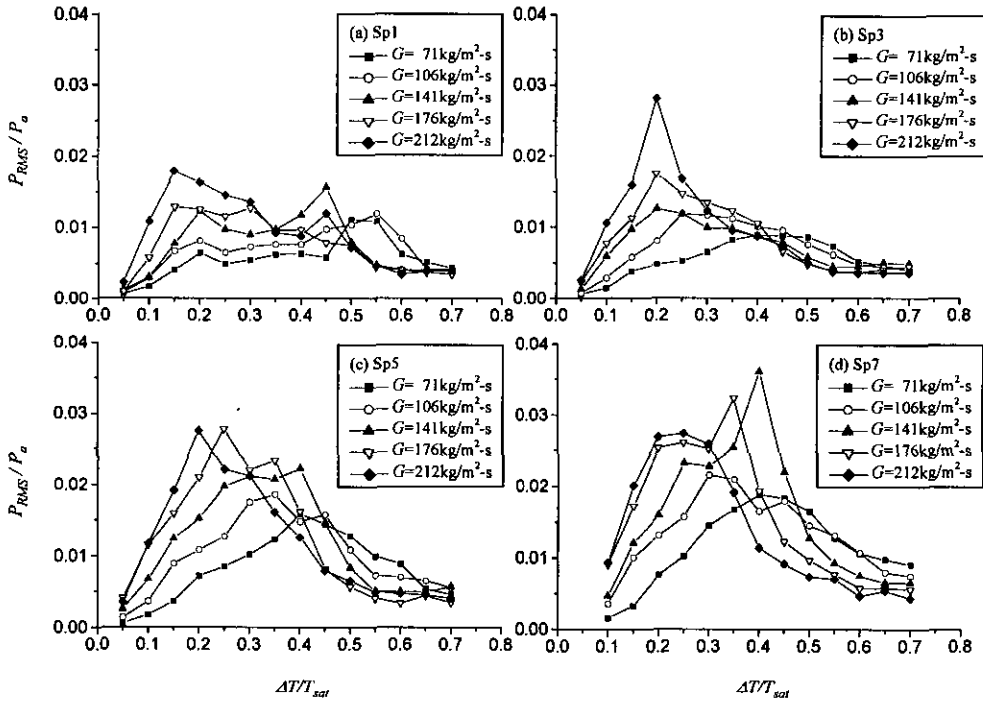 (a) Sp1
G= 71kg/m²-s
G=106kg/m²-s
G=141kg/m²-s
G=176kg/m²-s
G=212kg/m²-s
0.04
0.03
0.02
0.01
0.00
P_RMS / P_a
0.0 0.1 0.2 0.3 0.4 0.5 0.6 0.7 0.8
(b) Sp3
G= 71kg/m²-s
G=106kg/m²-s
G=141kg/m²-s
G=176kg/m²-s
G=212kg/m²-s
0.04
0.03
0.02
0.01
0.00
0.0 0.1 0.2 0.3 0.4 0.5 0.6 0.7 0.8
(c) Sp5
G= 71kg/m²-s
G=106kg/m²-s
G=141kg/m²-s
G=176kg/m²-s
G=212kg/m²-s
0.04
0.03
0.02
0.01
0.00
P_RMS / P_a
0.0 0.1 0.2 0.3 0.4 0.5 0.6 0.7 0.8
ΔT/T_sat
(d) Sp7
G= 71kg/m²-s
G=106kg/m²-s
G=141kg/m²-s
G=176kg/m²-s
G=212kg/m²-s
0.04
0.03
0.02
0.01
0.00
0.0 0.1 0.2 0.3 0.4 0.5 0.6 0.7 0.8
ΔT/T_sat